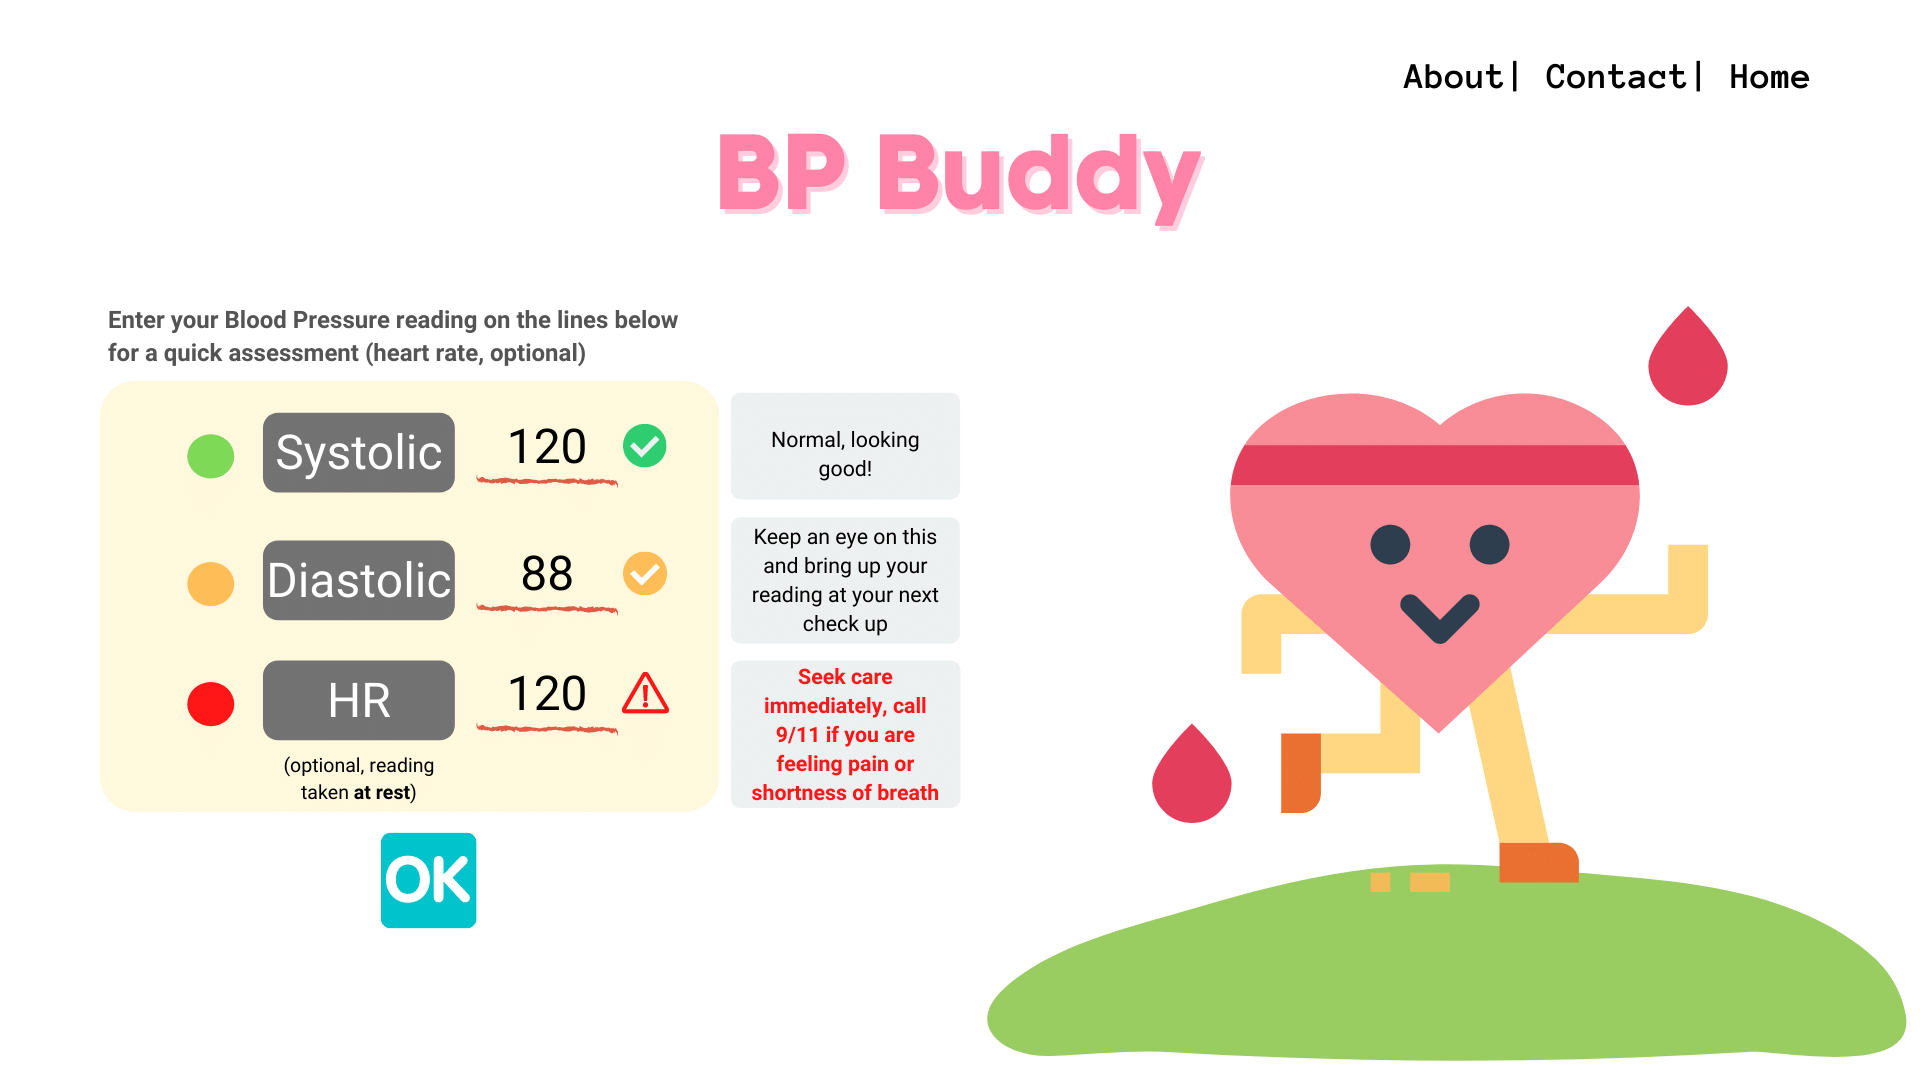 About| Contact| Home
BP Buddy
Enter your Blood Pressure reading on the lines below
for a quick assessment (heart rate, optional)
Systolic 120
Normal, looking
good!
Diastolic 88
Keep an eye on this
and bring up your
reading at your next
check up
HR 120
(optional, reading
taken at rest)
Seek care
immediately, call
9/11 if you are
feeling pain or
shortness of breath
OK